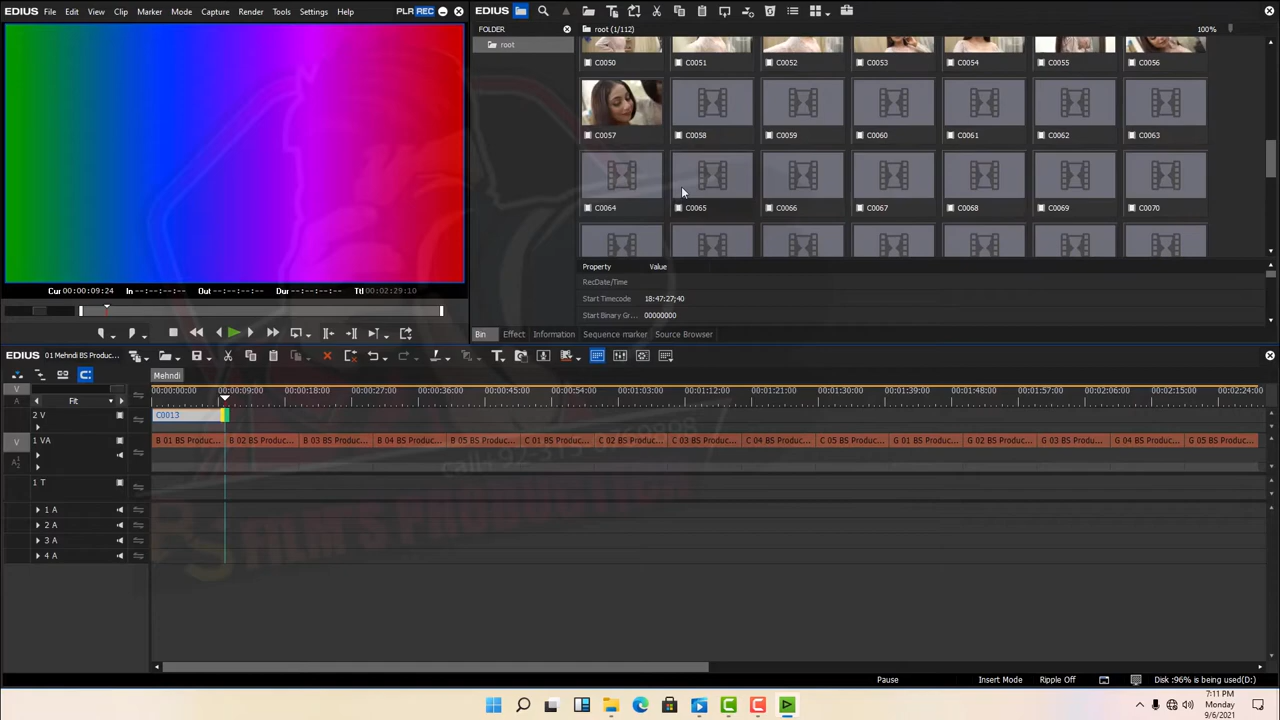 EDIUS File Edit View Clip Marker Mode Capture Render Tools Settings Help PLR REC
EDIUS
FOLDER
root
root (1/112) 100%
C0050 C0051 C0052 C0053 C0054 C0055 C0056
C0057 C0058 C0059 C0060 C0061 C0062 C0063
C0064 C0065 C0066 C0067 C0068 C0069 C0070
Property Value
RecDate/Time
Start Timecode 18:47:27;40
Start Binary Gr... 00000000
Bin Effect Information Sequence marker Source Browser
Cur 00:00:09:24 In --:--:--:-- Out --:--:--:-- Dur --:--:--:-- Ttl 00:02:29:10
EDIUS 01 Mehndi BS Produc...
Mehndi
Fit
00:00:00:00 00:00:09:00 00:00:18:00 00:00:27:00 00:00:36:00 00:00:45:00 00:00:54:00 00:01:03:00 00:01:12:00 00:01:21:00 00:01:30:00 00:01:39:00 00:01:48:00 00:01:57:00 00:02:06:00 00:02:15:00 00:02:24:00
V
A
2 V C0013
V 1 VA B 01 BS Produc... B 02 BS Produc... B 03 BS Produc... B 04 BS Produc... B 05 BS Produc... C 01 BS Produc... C 02 BS Produc... C 03 BS Produc... C 04 BS Produc... C 05 BS Produc... G 01 BS Produc... G 02 BS Produc... G 03 BS Produc... G 04 BS Produc... G 05 BS Produc...
1 T
1 A
2 A
3 A
4 A
Pause Insert Mode Ripple Off Disk :96% is being used(D:)
7:11 PM
Monday
9/6/2021